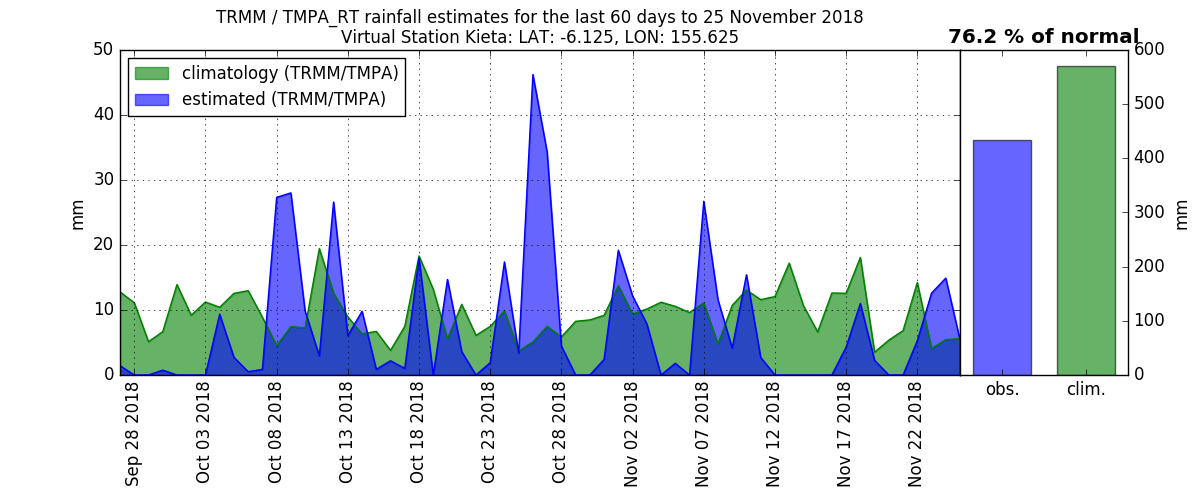 TRMM / TMPA_RT rainfall estimates for the last 60 days to 25 November 2018
Virtual Station Kieta: LAT: -6.125, LON: 155.625
76.2 % of normal
climatology (TRMM/TMPA)
estimated (TRMM/TMPA)
50
40
30
20
10
0
mm
Sep 28 2018
Oct 03 2018
Oct 08 2018
Oct 13 2018
Oct 18 2018
Oct 23 2018
Oct 28 2018
Nov 02 2018
Nov 07 2018
Nov 12 2018
Nov 17 2018
Nov 22 2018
600
500
400
300
200
100
0
mm
obs.
clim.